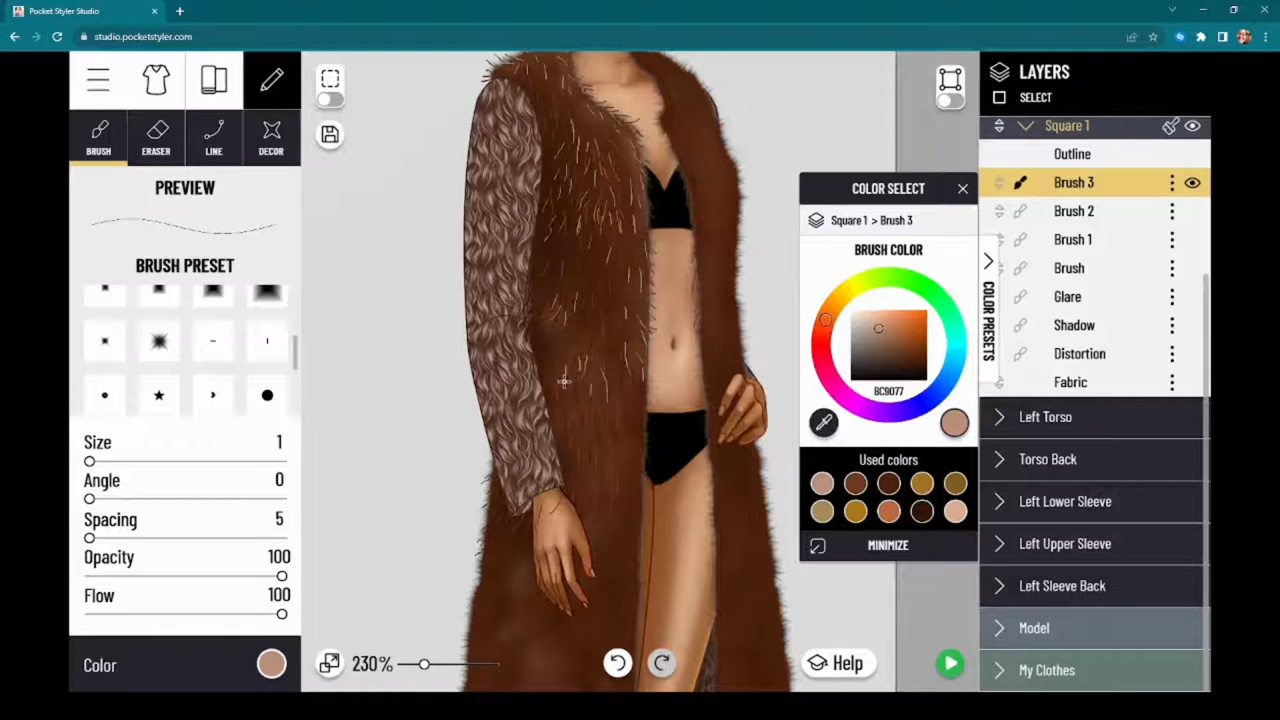 Pocket Styler Studio
studio.pocketstyler.com
BRUSH
ERASER
LINE
DECOR
PREVIEW
BRUSH PRESET
Size 1
Angle 0
Spacing 5
Opacity 100
Flow 100
Color
230%
Help
COLOR SELECT
Square 1 > Brush 3
BRUSH COLOR
BC9077
Used colors
MINIMIZE
COLOR PRESETS
LAYERS
SELECT
Square 1
Outline
Brush 3
Brush 2
Brush 1
Brush
Glare
Shadow
Distortion
Fabric
Left Torso
Torso Back
Left Lower Sleeve
Left Upper Sleeve
Left Sleeve Back
Model
My Clothes